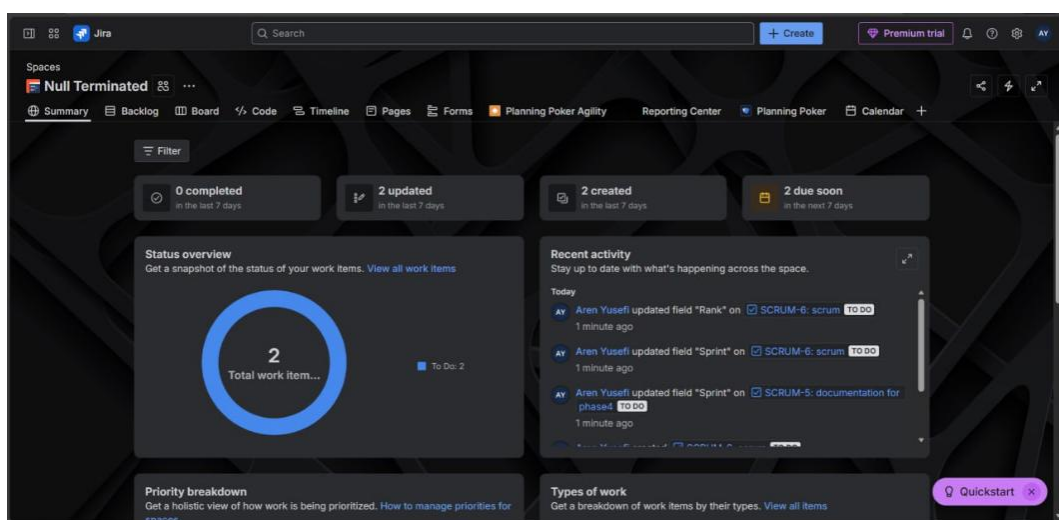 Jira
Search
+ Create
Premium trial
AY
Spaces
Null Terminated
Summary Backlog Board Code Timeline Pages Forms Planning Poker Agility Reporting Center Planning Poker Calendar +
Filter
0 completed
in the last 7 days
2 updated
in the last 7 days
2 created
in the last 7 days
2 due soon
in the next 7 days
Status overview
Get a snapshot of the status of your work items. View all work items
2
Total work item...
To Do: 2
Recent activity
Stay up to date with what's happening across the space.
Today
AY Aren Yusefi updated field "Rank" on SCRUM-6: scrum TO DO
1 minute ago
AY Aren Yusefi updated field "Sprint" on SCRUM-6: scrum TO DO
1 minute ago
AY Aren Yusefi updated field "Sprint" on SCRUM-5: documentation for
phase4 TO DO
1 minute ago
Priority breakdown
Get a holistic view of how work is being prioritized. How to manage priorities for
Types of work
Get a breakdown of work items by their types. View all items
Quickstart